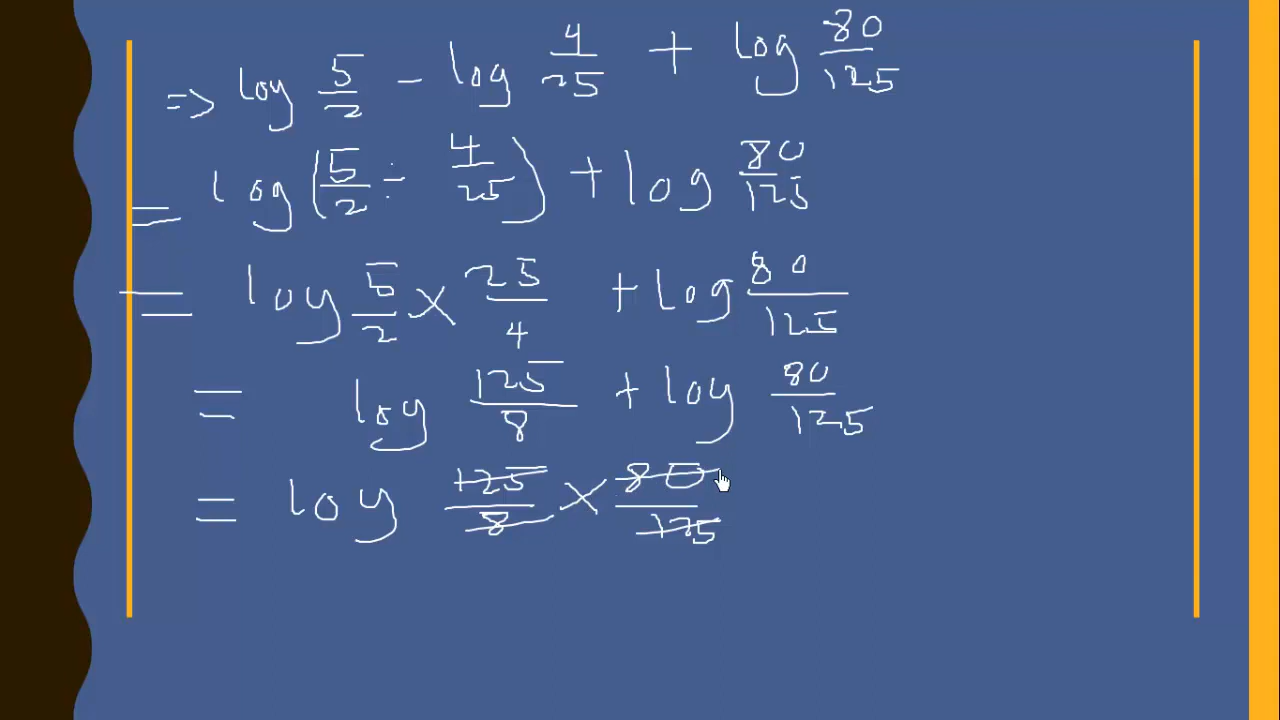 => log 5/2 - log 4/25 + log 80/125
= log (5/2 ÷ 4/25) + log 80/125
= log 5/2 × 25/4 + log 80/125
= log 125/8 + log 80/125
= log 125/8 × 80/125